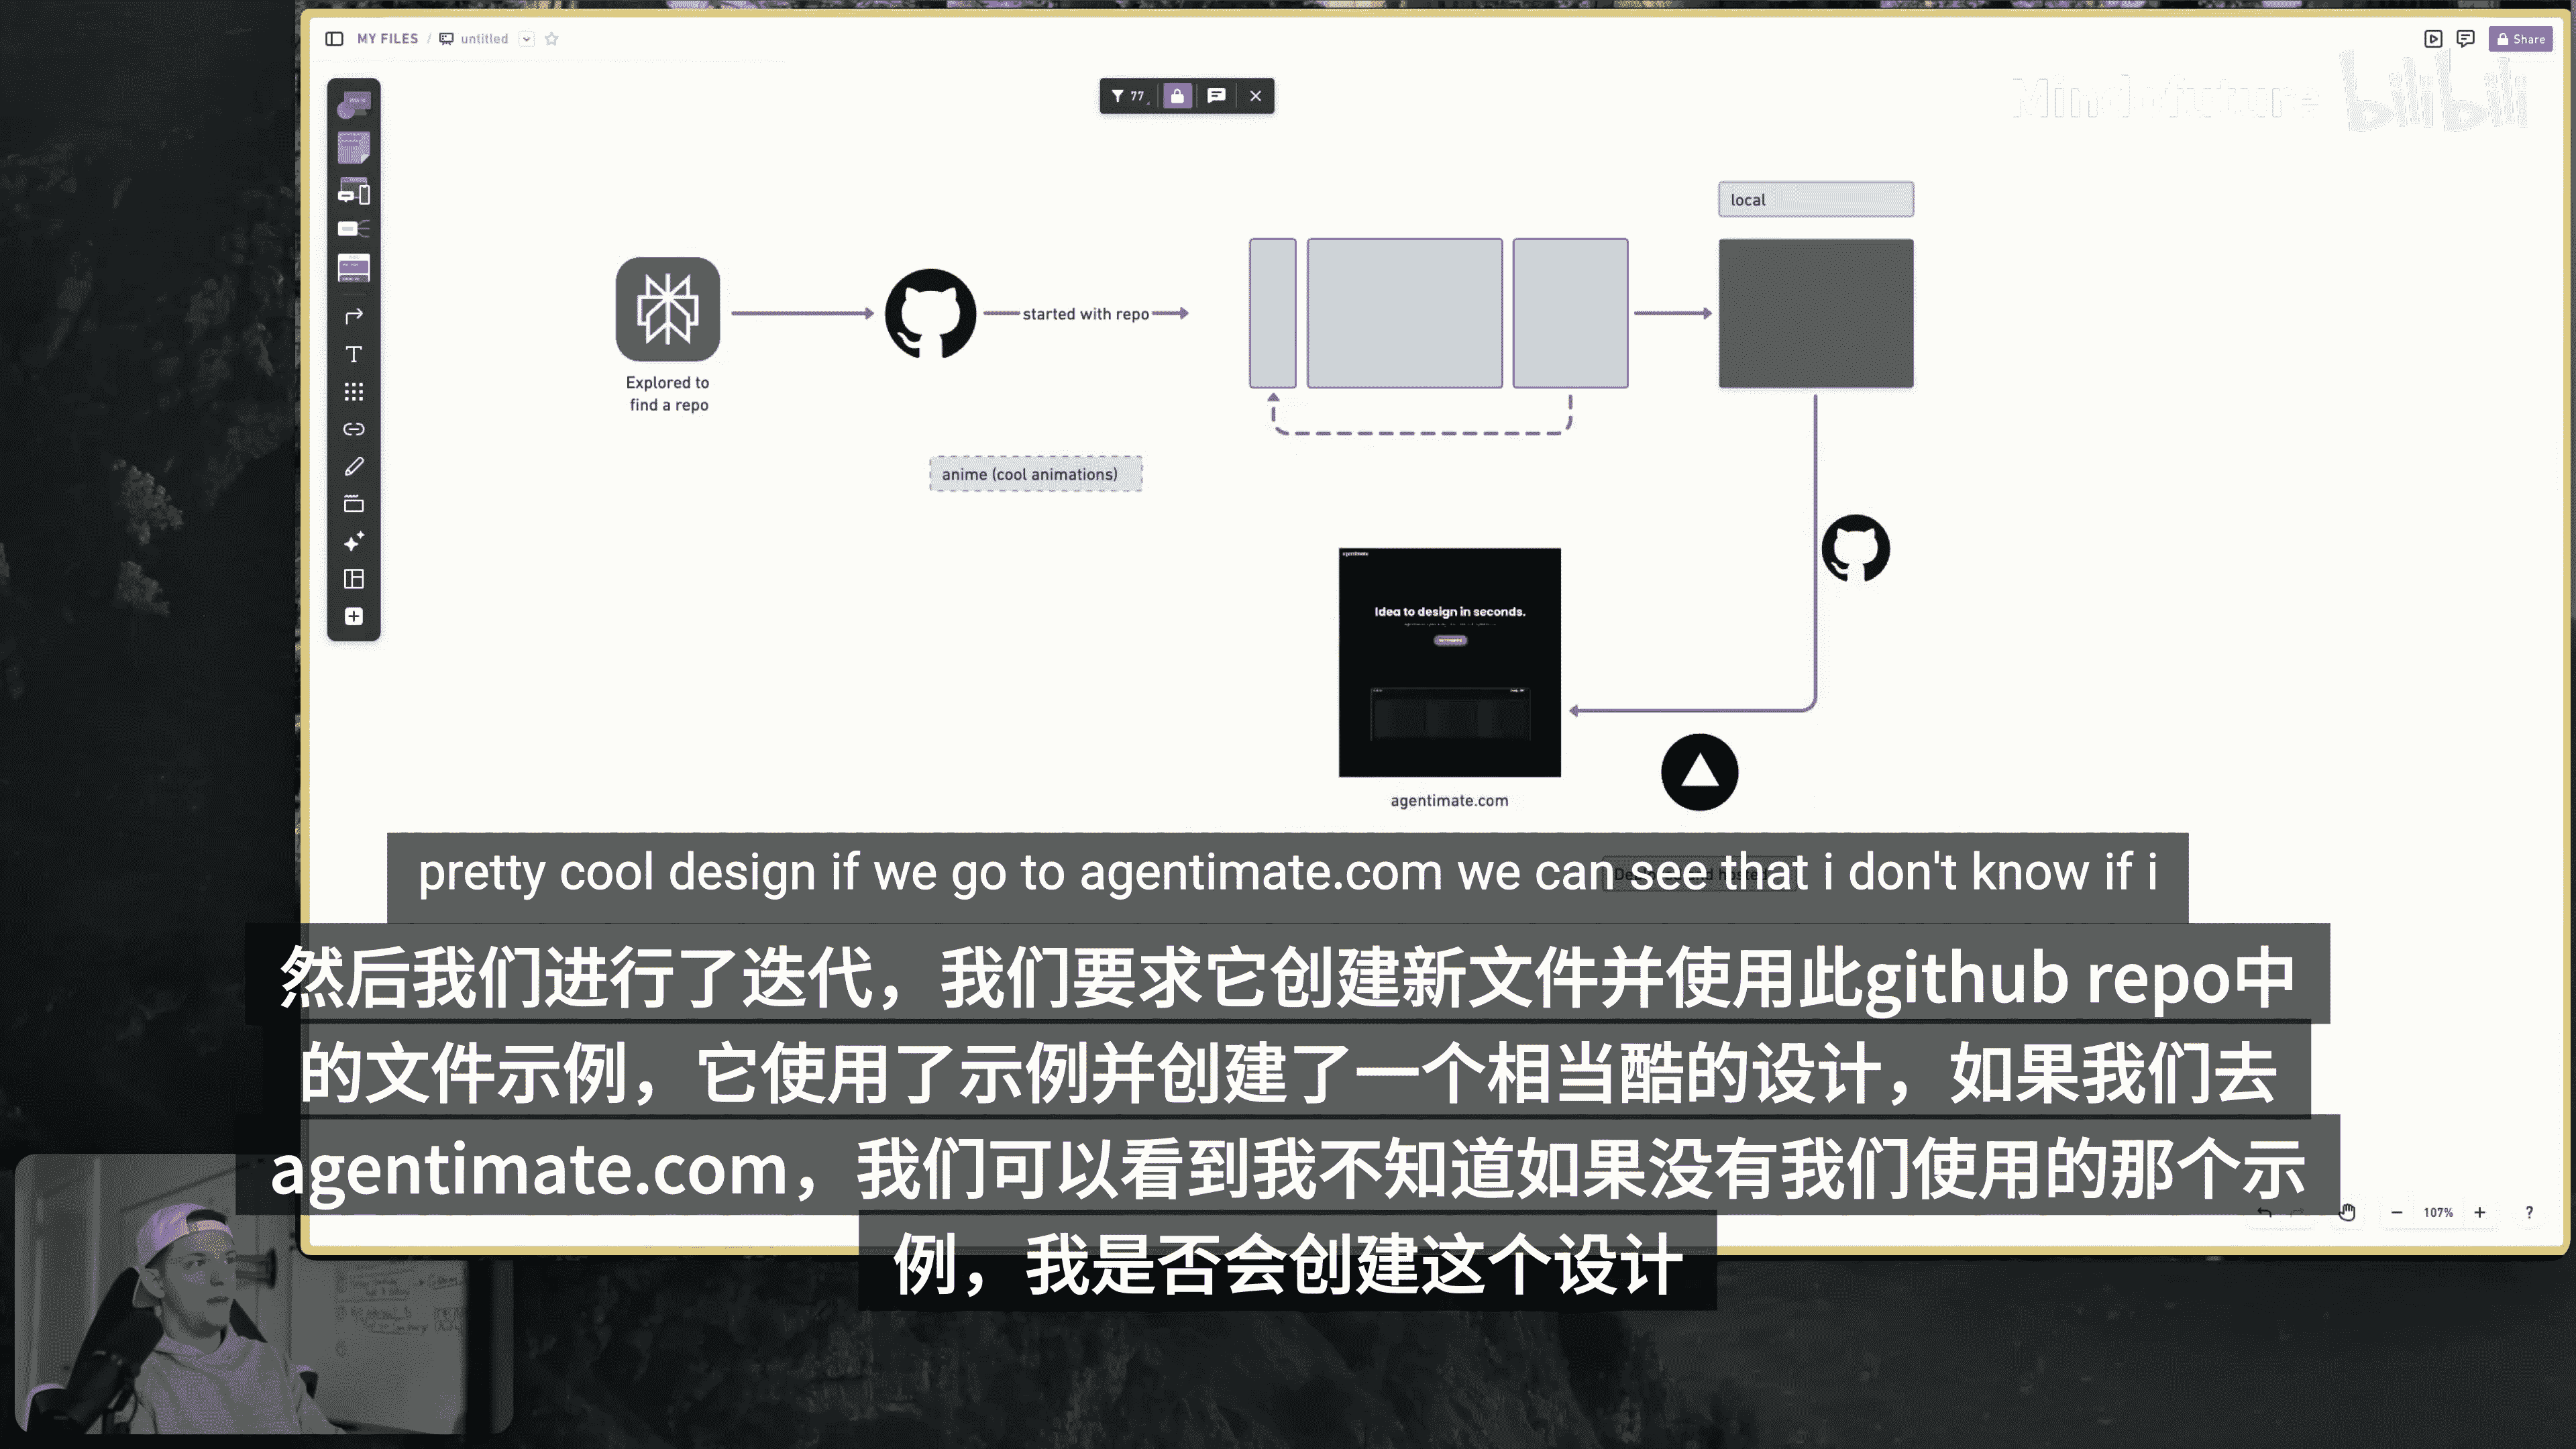 MY FILES / untitled
Share
77
Mindofuture bilibili
local
started with repo
Explored to
find a repo
anime (cool animations)
agentimate
Idea to design in seconds.
agentimate.com
pretty cool design if we go to agentimate.com we can see that i don't know if i
然后我们进行了迭代，我们要求它创建新文件并使用此github repo中
的文件示例，它使用了示例并创建了一个相当酷的设计，如果我们去
agentimate.com，我们可以看到我不知道如果没有我们使用的那个示
例，我是否会创建这个设计
107%